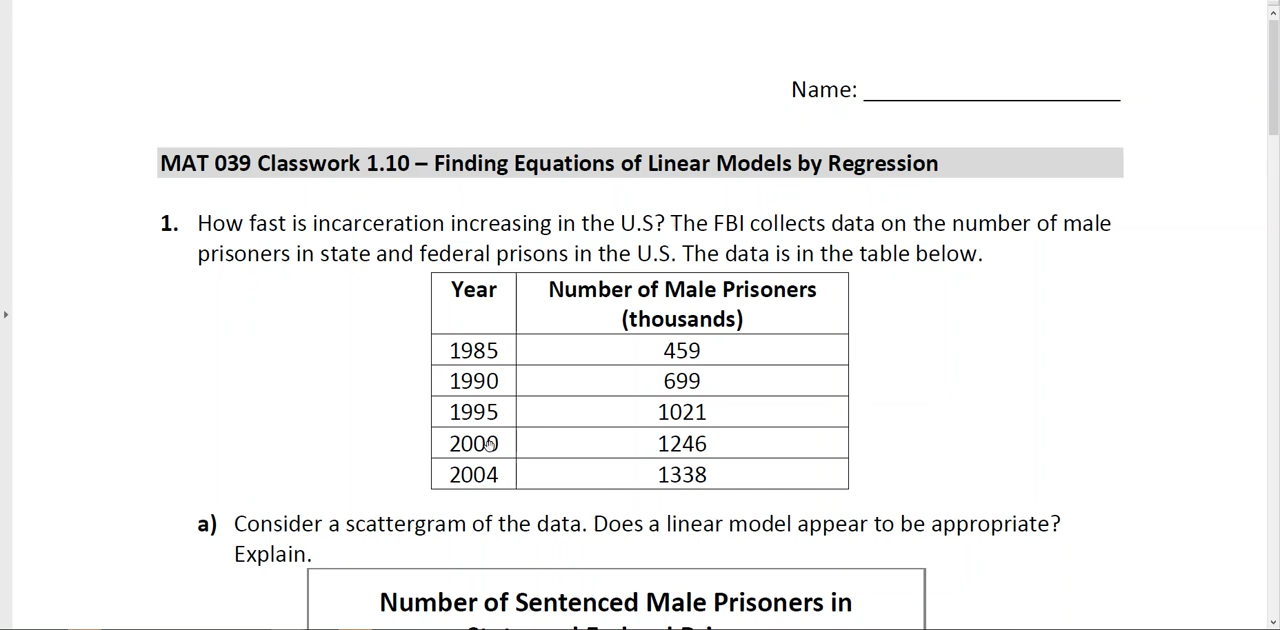 Name: ______________________
MAT 039 Classwork 1.10 – Finding Equations of Linear Models by Regression
1. How fast is incarceration increasing in the U.S? The FBI collects data on the number of male
prisoners in state and federal prisons in the U.S. The data is in the table below.
Year Number of Male Prisoners
(thousands)
1985 459
1990 699
1995 1021
2000 1246
2004 1338
a) Consider a scattergram of the data. Does a linear model appear to be appropriate?
Explain.
Number of Sentenced Male Prisoners in